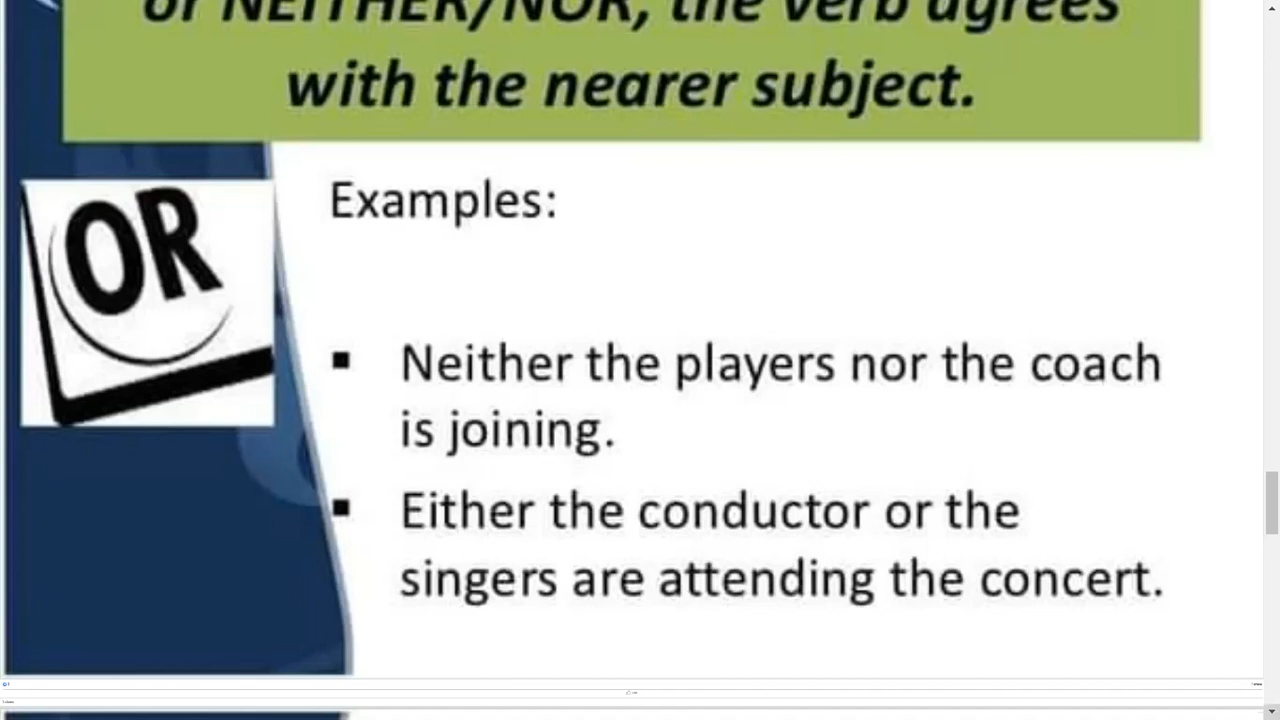 or NEITHER/NOR, the verb agrees
with the nearer subject.
OR
Examples:
▪ Neither the players nor the coach
is joining.
▪ Either the conductor or the
singers are attending the concert.